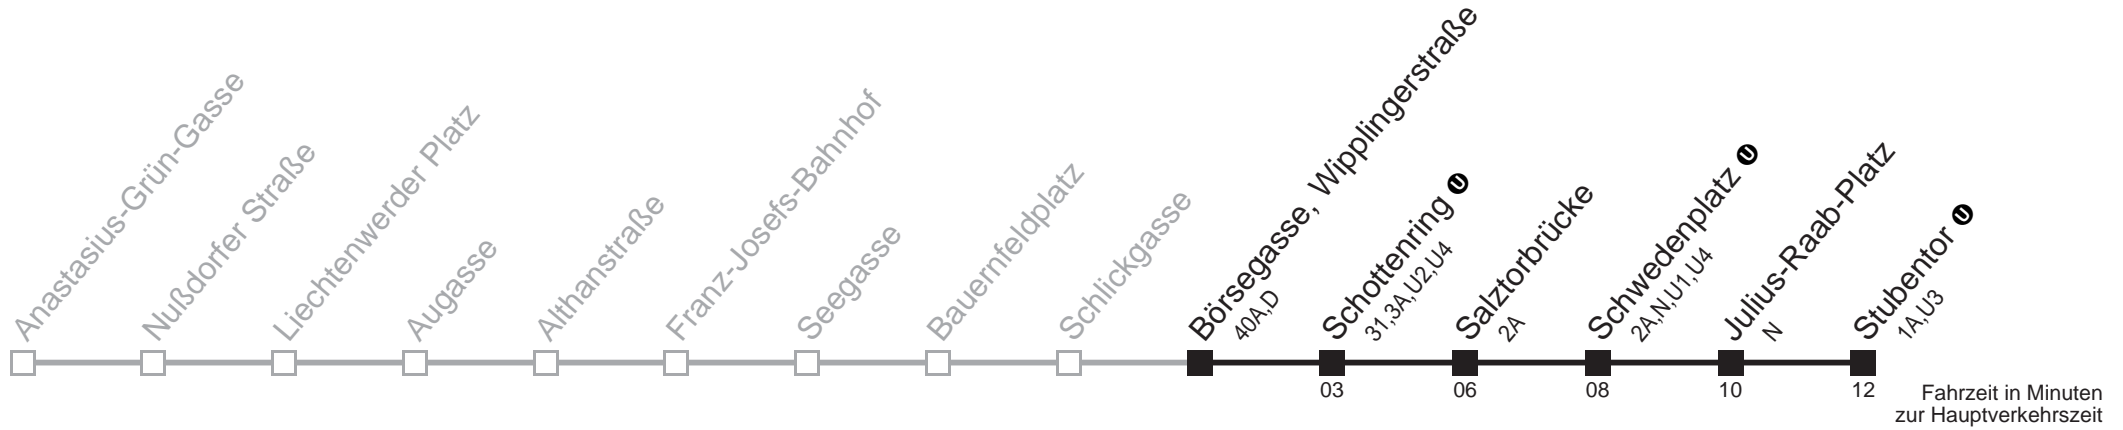 Anastasius-Grün-Gasse
Nußdorfer Straße
Liechtenwerder Platz
Augasse
Althanstraße
Franz-Josefs-Bahnhof
Seegasse
Bauernfeldplatz
Schlickgasse
Börsegasse, Wipplingerstraße
40A,D
Schottenring U
31,3A,U2,U4
Salztorbrücke
2A
Schwedenplatz U
2A,N,U1,U4
Julius-Raab-Platz
N
Stubentor U
1A,U3
03 06 08 10 12
Fahrzeit in Minuten
zur Hauptverkehrszeit